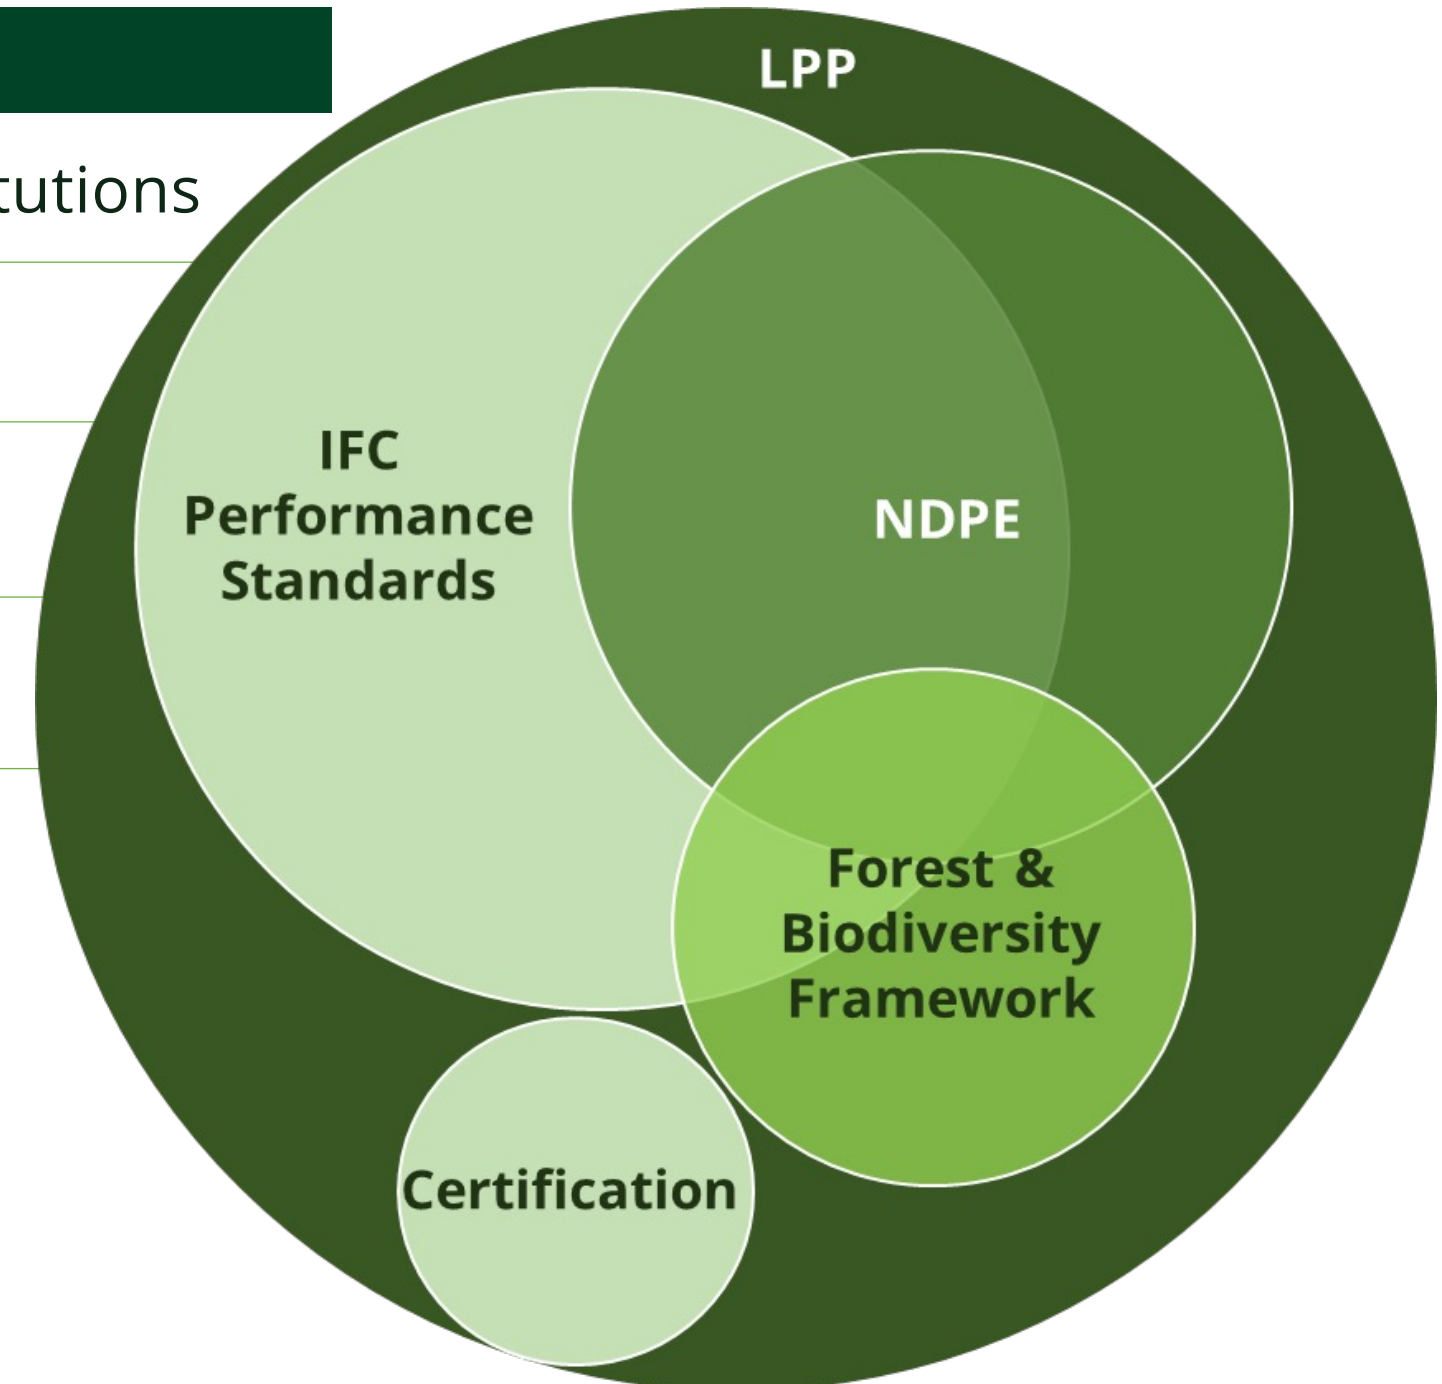 LPP
tutions
IFC
Performance
Standards
NDPE
Forest &
Biodiversity
Framework
Certification